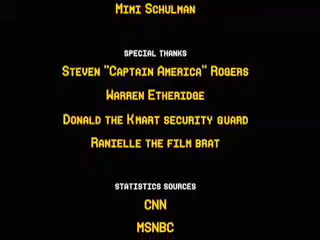 Mimi Schulman
SPECIAL THANKS
Steven "Captain America" Rogers
Warren Etheridge
Donald the Kmart security guard
Ranielle the film brat
STATISTICS SOURCES
CNN
MSNBC